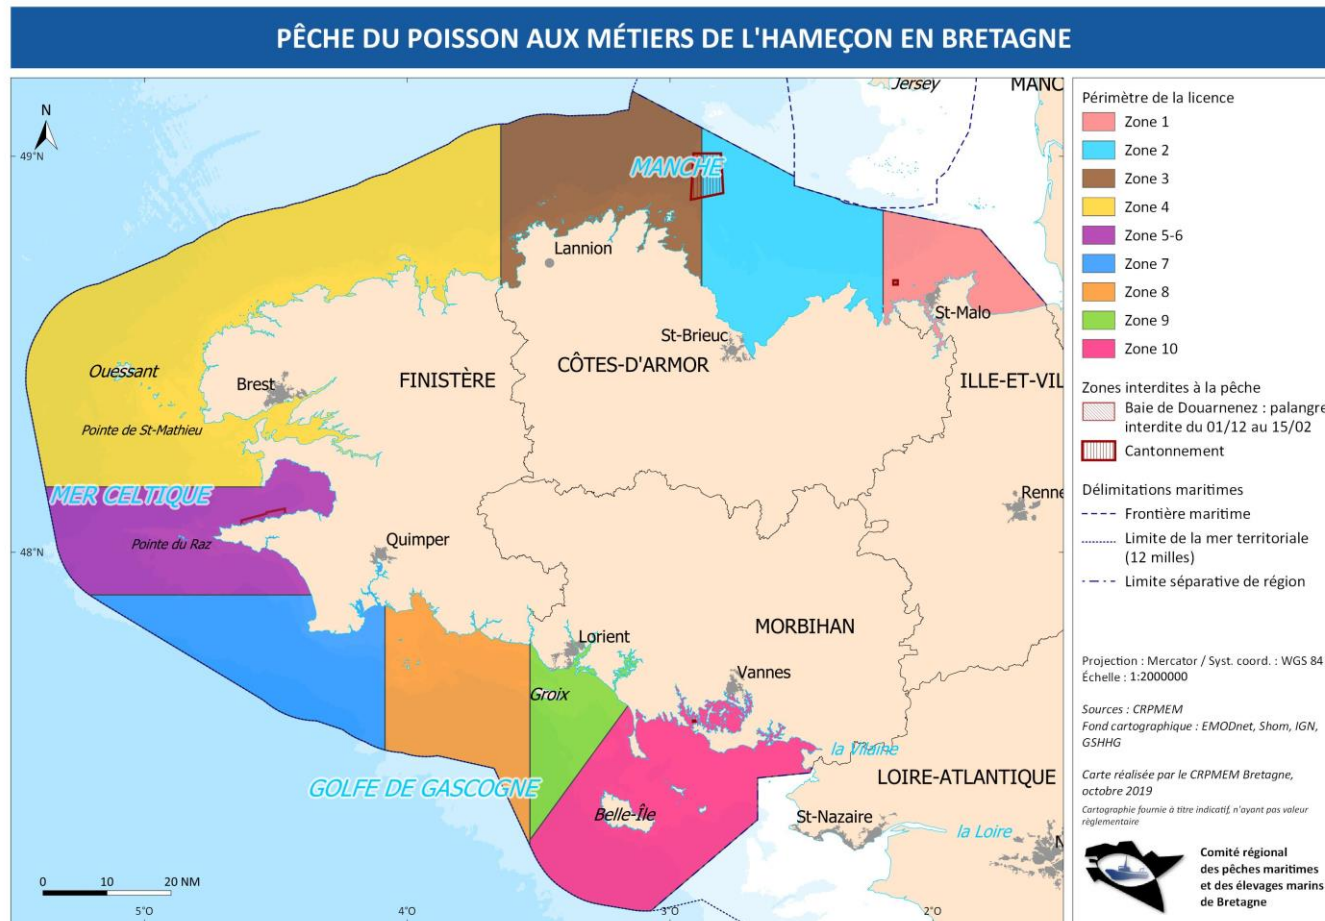 PÊCHE DU POISSON AUX MÉTIERS DE L'HAMEÇON EN BRETAGNE
N
Jersey
MANC
49°N
MANCHE
Lannion
St-Malo
St-Brieuc
CÔTES-D'ARMOR
Ouessant
Brest
FINISTÈRE
ILLE-ET-VIL
Pointe de St-Mathieu
MER CELTIQUE
Renne
Pointe du Raz
48°N
Quimper
MORBIHAN
Lorient
Vannes
Groix
la Vilaine
LOIRE-ATLANTIQUE
GOLFE DE GASCOGNE
Belle-Île
St-Nazaire
la Loire
N
0 10 20 NM
5°O
4°O
3°O
2°O
Périmètre de la licence
Zone 1
Zone 2
Zone 3
Zone 4
Zone 5-6
Zone 7
Zone 8
Zone 9
Zone 10
Zones interdites à la pêche
Baie de Douarnenez : palangre
interdite du 01/12 au 15/02
Cantonnement
Délimitations maritimes
Frontière maritime
Limite de la mer territoriale
(12 milles)
Limite séparative de région
Projection : Mercator / Syst. coord. : WGS 84
Échelle : 1:2000000
Sources : CRPMEM
Fond cartographique : EMODnet, Shom, IGN,
GSHHG
Carte réalisée par le CRPMEM Bretagne,
octobre 2019
Cartographie fournie à titre indicatif, n'ayant pas valeur
règlementaire
Comité régional
des pêches maritimes
et des élevages marins
de Bretagne